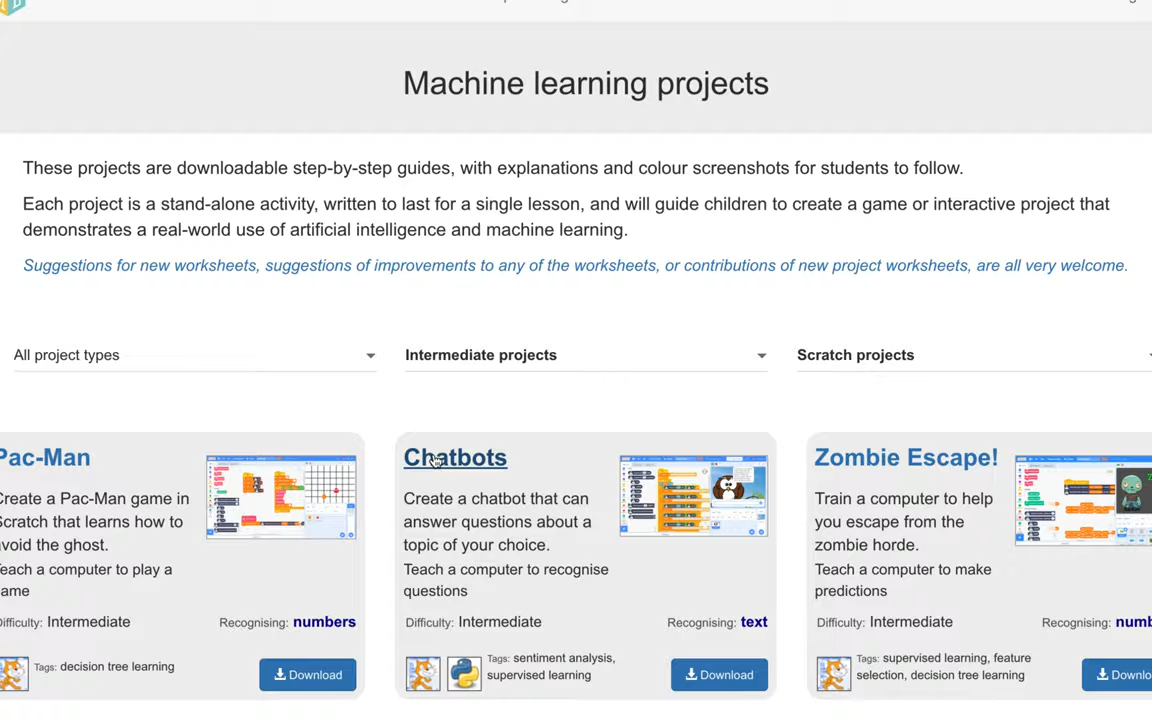 Machine learning projects
These projects are downloadable step-by-step guides, with explanations and colour screenshots for students to follow.
Each project is a stand-alone activity, written to last for a single lesson, and will guide children to create a game or interactive project that
demonstrates a real-world use of artificial intelligence and machine learning.
Suggestions for new worksheets, suggestions of improvements to any of the worksheets, or contributions of new project worksheets, are all very welcome.
All project types
Intermediate projects
Scratch projects
Pac-Man
Create a Pac-Man game in
Scratch that learns how to
avoid the ghost.
Teach a computer to play a
game
Difficulty: Intermediate
Recognising: numbers
Tags: decision tree learning
Download
Chatbots
Create a chatbot that can
answer questions about a
topic of your choice.
Teach a computer to recognise
questions
Difficulty: Intermediate
Recognising: text
Tags: sentiment analysis,
supervised learning
Download
Zombie Escape!
Train a computer to help
you escape from the
zombie horde.
Teach a computer to make
predictions
Difficulty: Intermediate
Recognising: numb
Tags: supervised learning, feature
selection, decision tree learning
Downlo